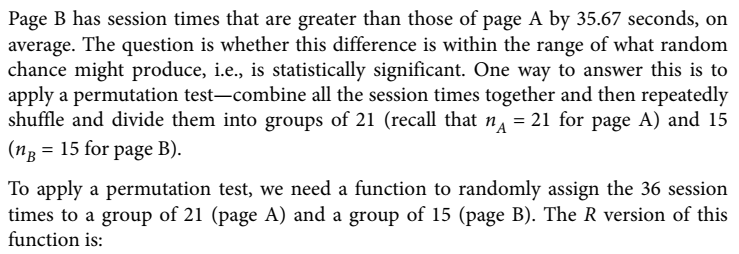 Page B has session times that are greater than those of page A by 35.67 seconds, on
average. The question is whether this difference is within the range of what random
chance might produce, i.e., is statistically significant. One way to answer this is to
apply a permutation test—combine all the session times together and then repeatedly
shuffle and divide them into groups of 21 (recall that n_A = 21 for page A) and 15
(n_B = 15 for page B).
To apply a permutation test, we need a function to randomly assign the 36 session
times to a group of 21 (page A) and a group of 15 (page B). The R version of this
function is: